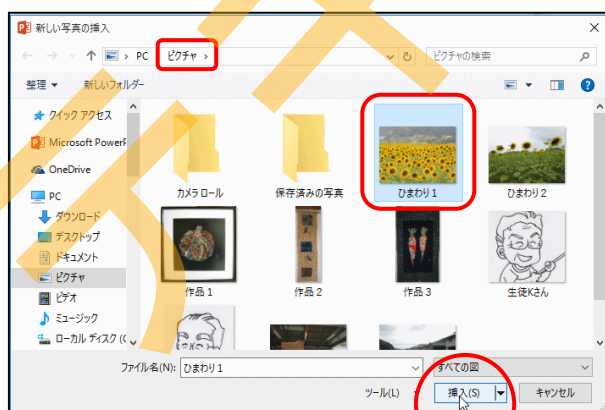 新しい写真の挿入
PC ピクチャ
ピクチャの検索
整理 新しいフォルダー
クイック アクセス
Microsoft PowerF
OneDrive
PC
ダウンロード
デスクトップ
ドキュメント
ピクチャ
ビデオ
ミュージック
ローカル ディスク (C
カメラロール
保存済みの写真
ひまわり1
ひまわり2
作品1
作品2
作品3
生徒Kさん
ファイル名(N): ひまわり1
すべての図
ツール(L)
挿入(S)
キャンセル